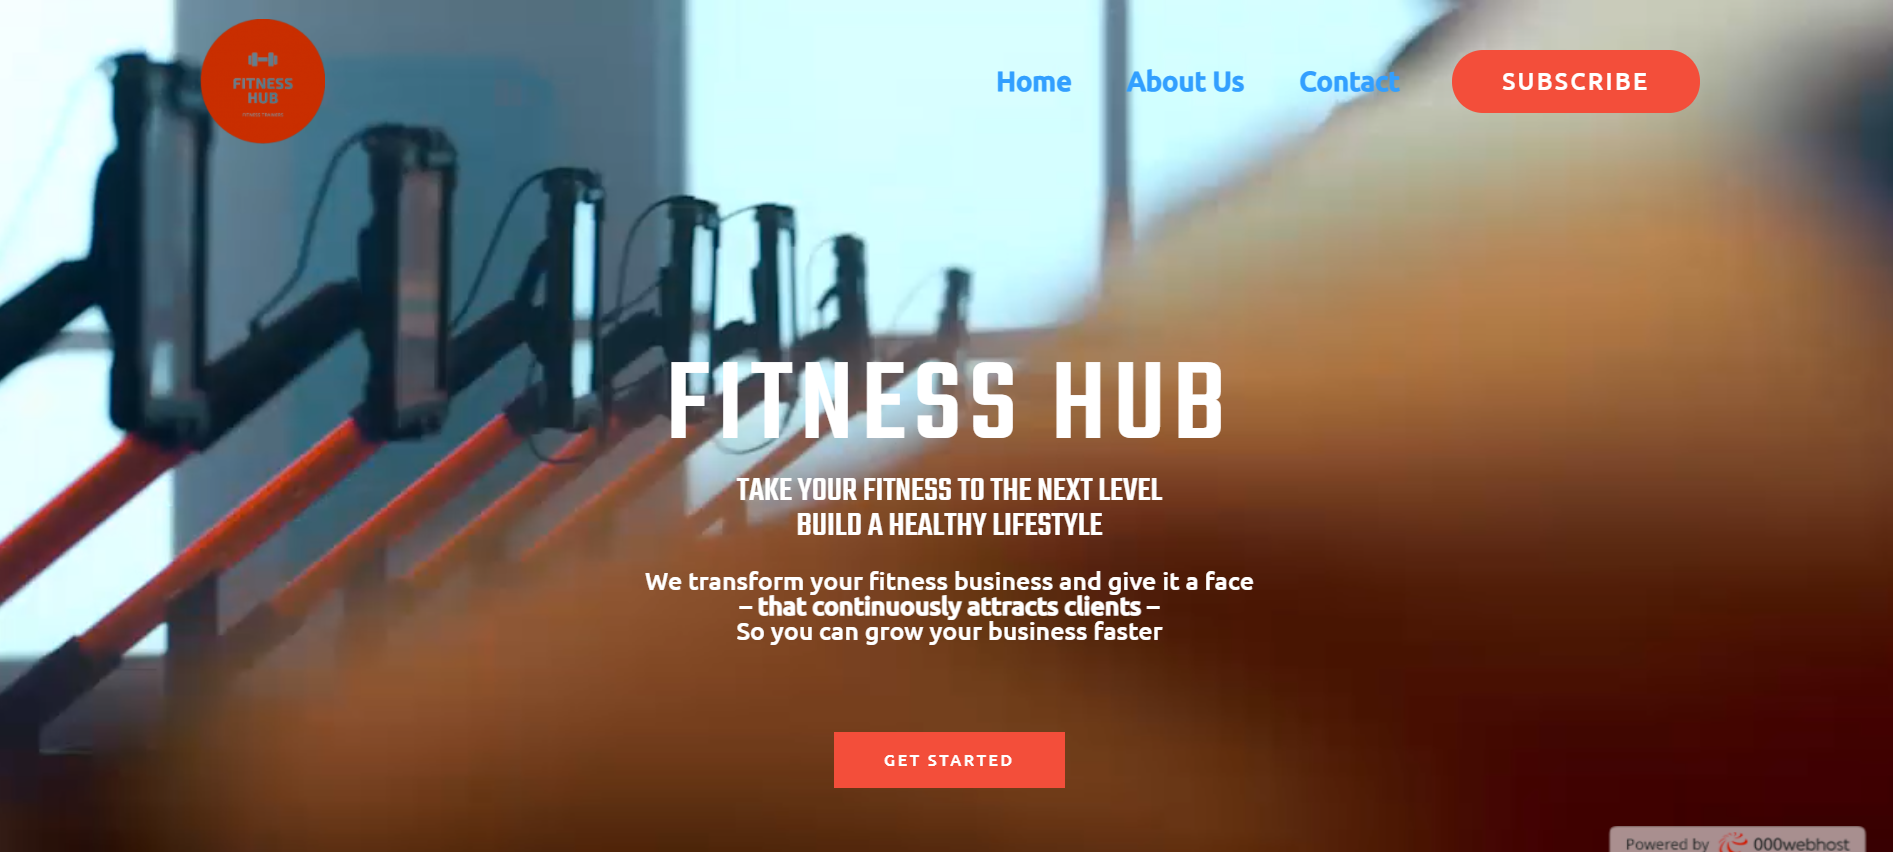 FITNESS
HUB
Home About Us Contact SUBSCRIBE
FITNESS HUB
TAKE YOUR FITNESS TO THE NEXT LEVEL
BUILD A HEALTHY LIFESTYLE
We transform your fitness business and give it a face
– that continuously attracts clients –
So you can grow your business faster
GET STARTED
Powered by 000webhost